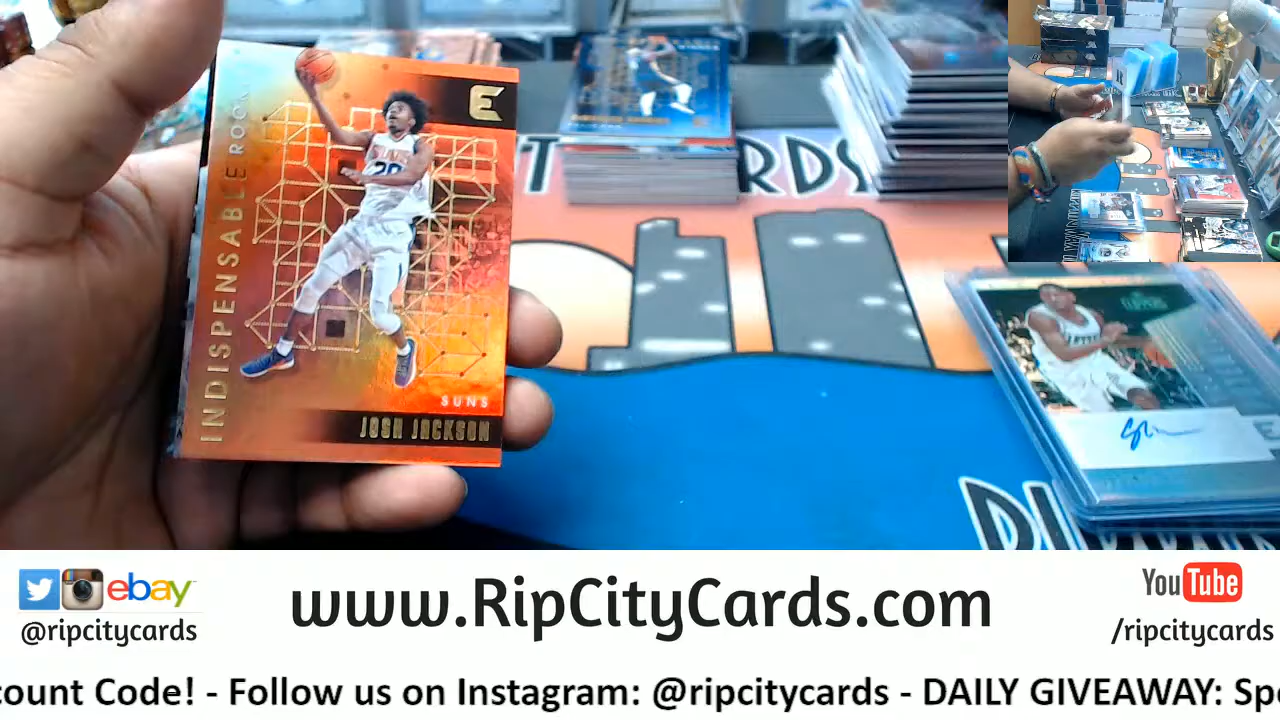 INDISPENSABLE ROOKIE
E
20
SUNS
JOSH JACKSON
T CARDS
ebay
@ripcitycards
www.RipCityCards.com
YouTube
/ripcitycards
count Code! - Follow us on Instagram: @ripcitycards - DAILY GIVEAWAY: Sp